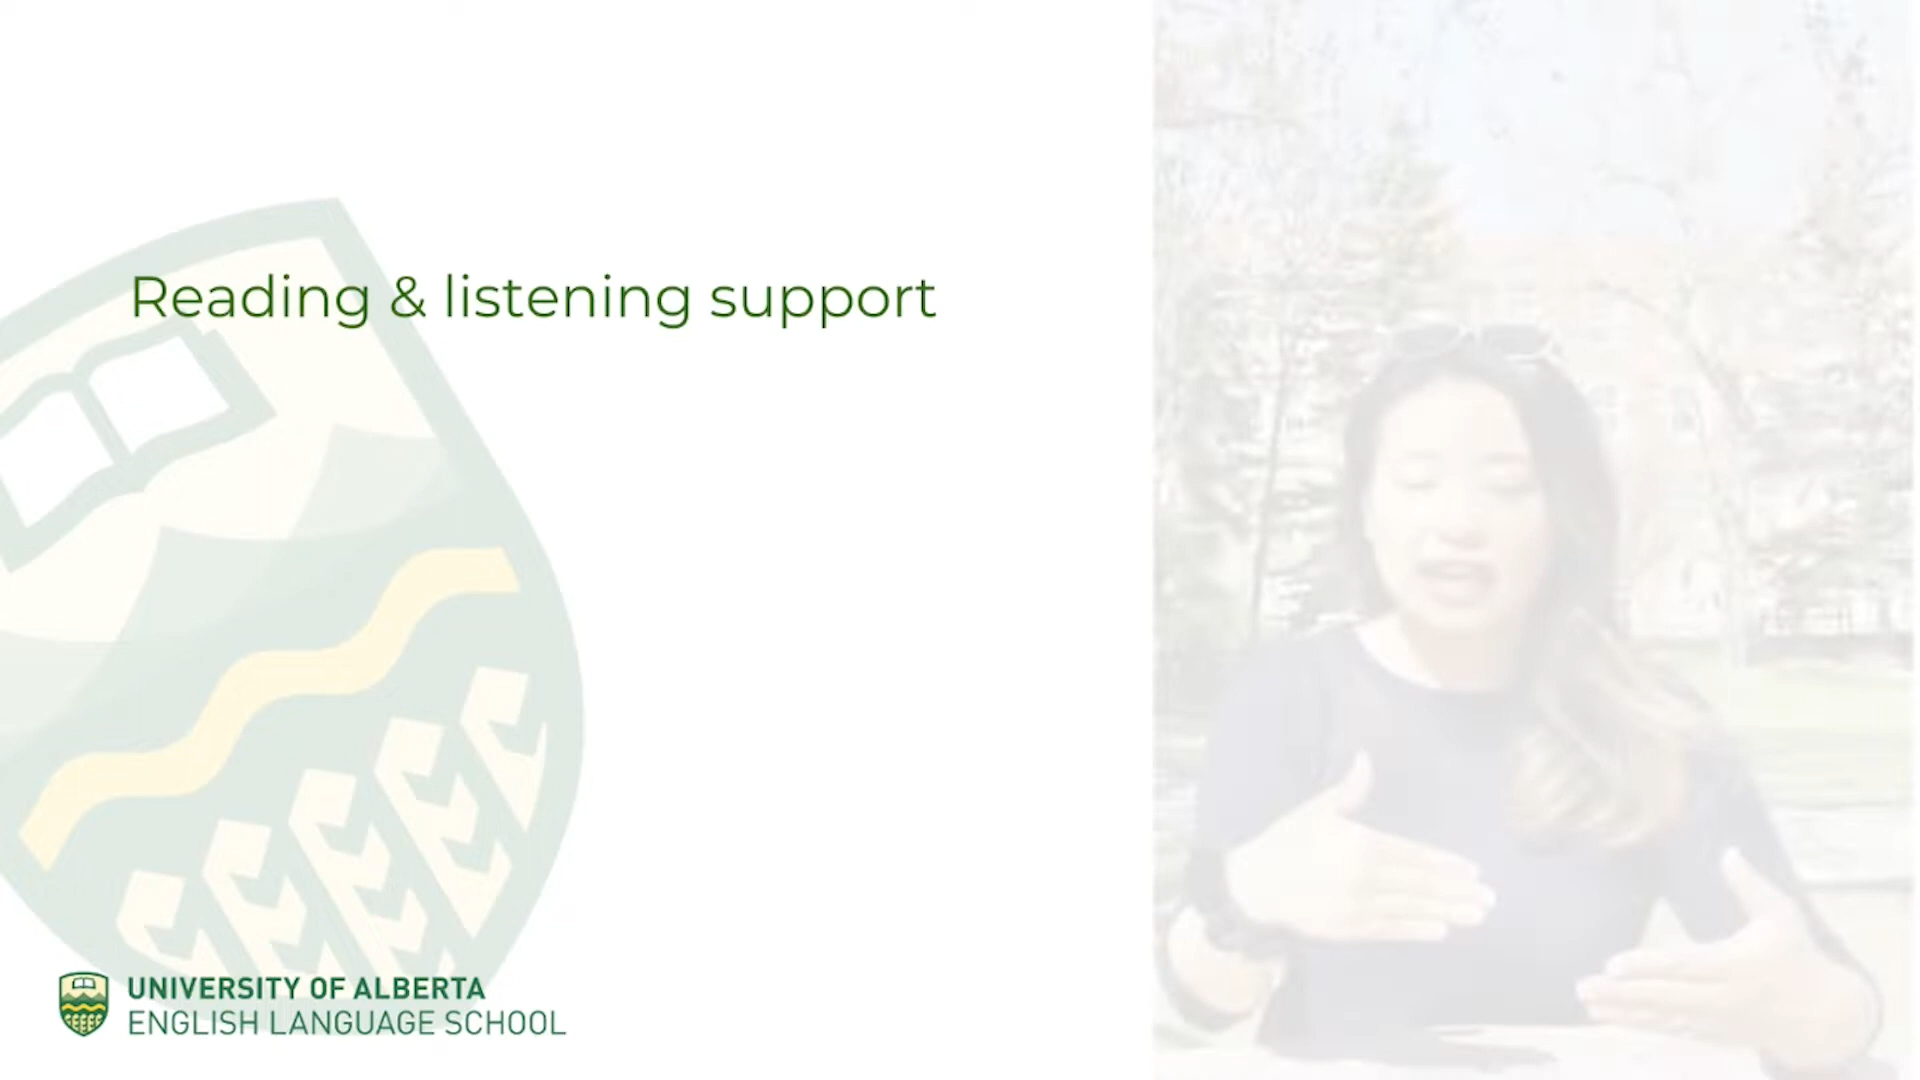 Reading & listening support
UNIVERSITY OF ALBERTA
ENGLISH LANGUAGE SCHOOL